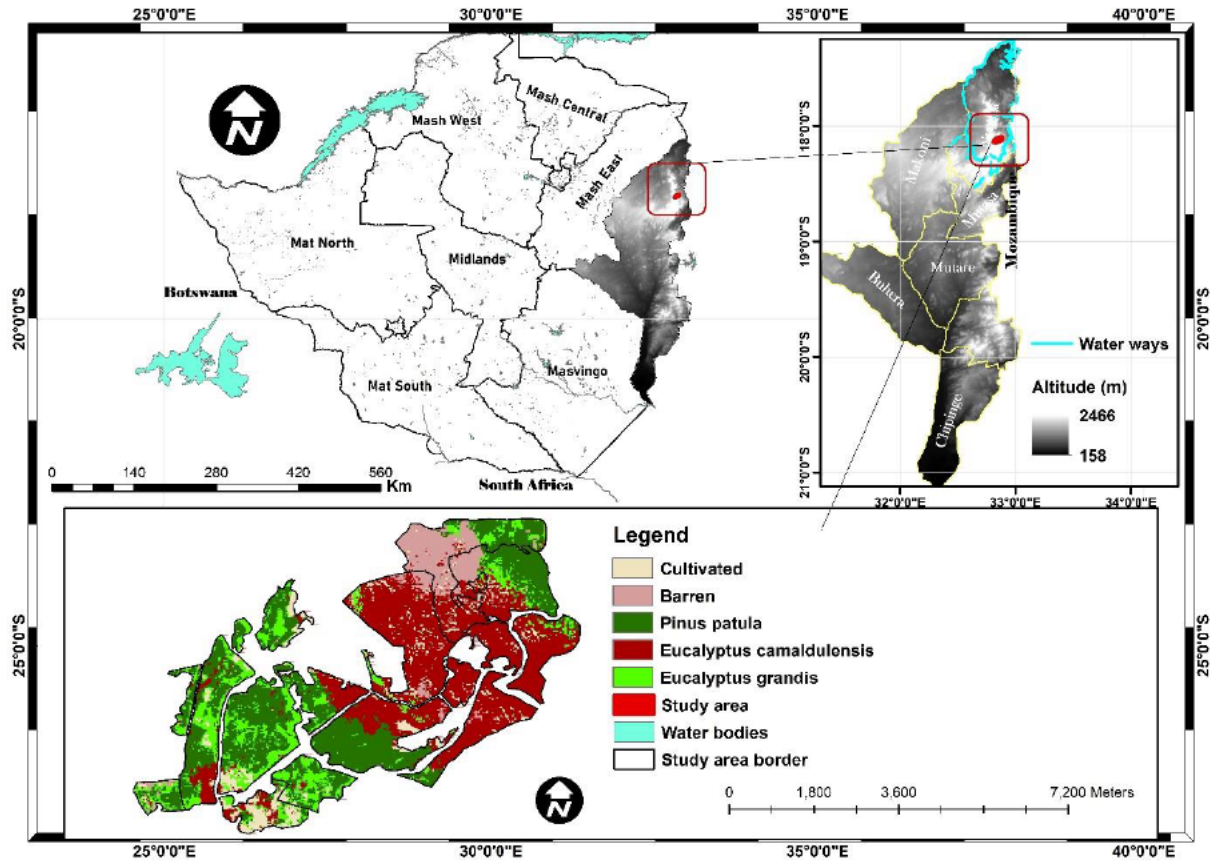 25°0'0"E 30°0'0"E 35°0'0"E 40°0'0"E
N
Mash Central
Mash West
Mash East
Mat North
Midlands
Botswana
Masvingo
Mat South
South Africa
0 140 280 420 560
Km
20°0'0"S
25°0'0"S
18°0'0"S
19°0'0"S
20°0'0"S
21°0'0"S
Makoni
Mutasa
Mozambique
Mutare
Buhera
Chipinge
Water ways
Altitude (m)
2466
158
32°0'0"E 33°0'0"E 34°0'0"E
20°0'0"S
25°0'0"S
Legend
Cultivated
Barren
Pinus patula
Eucalyptus camaldulensis
Eucalyptus grandis
Study area
Water bodies
Study area border
N
0 1,800 3,600 7,200 Meters
25°0'0"E 30°0'0"E 35°0'0"E 40°0'0"E